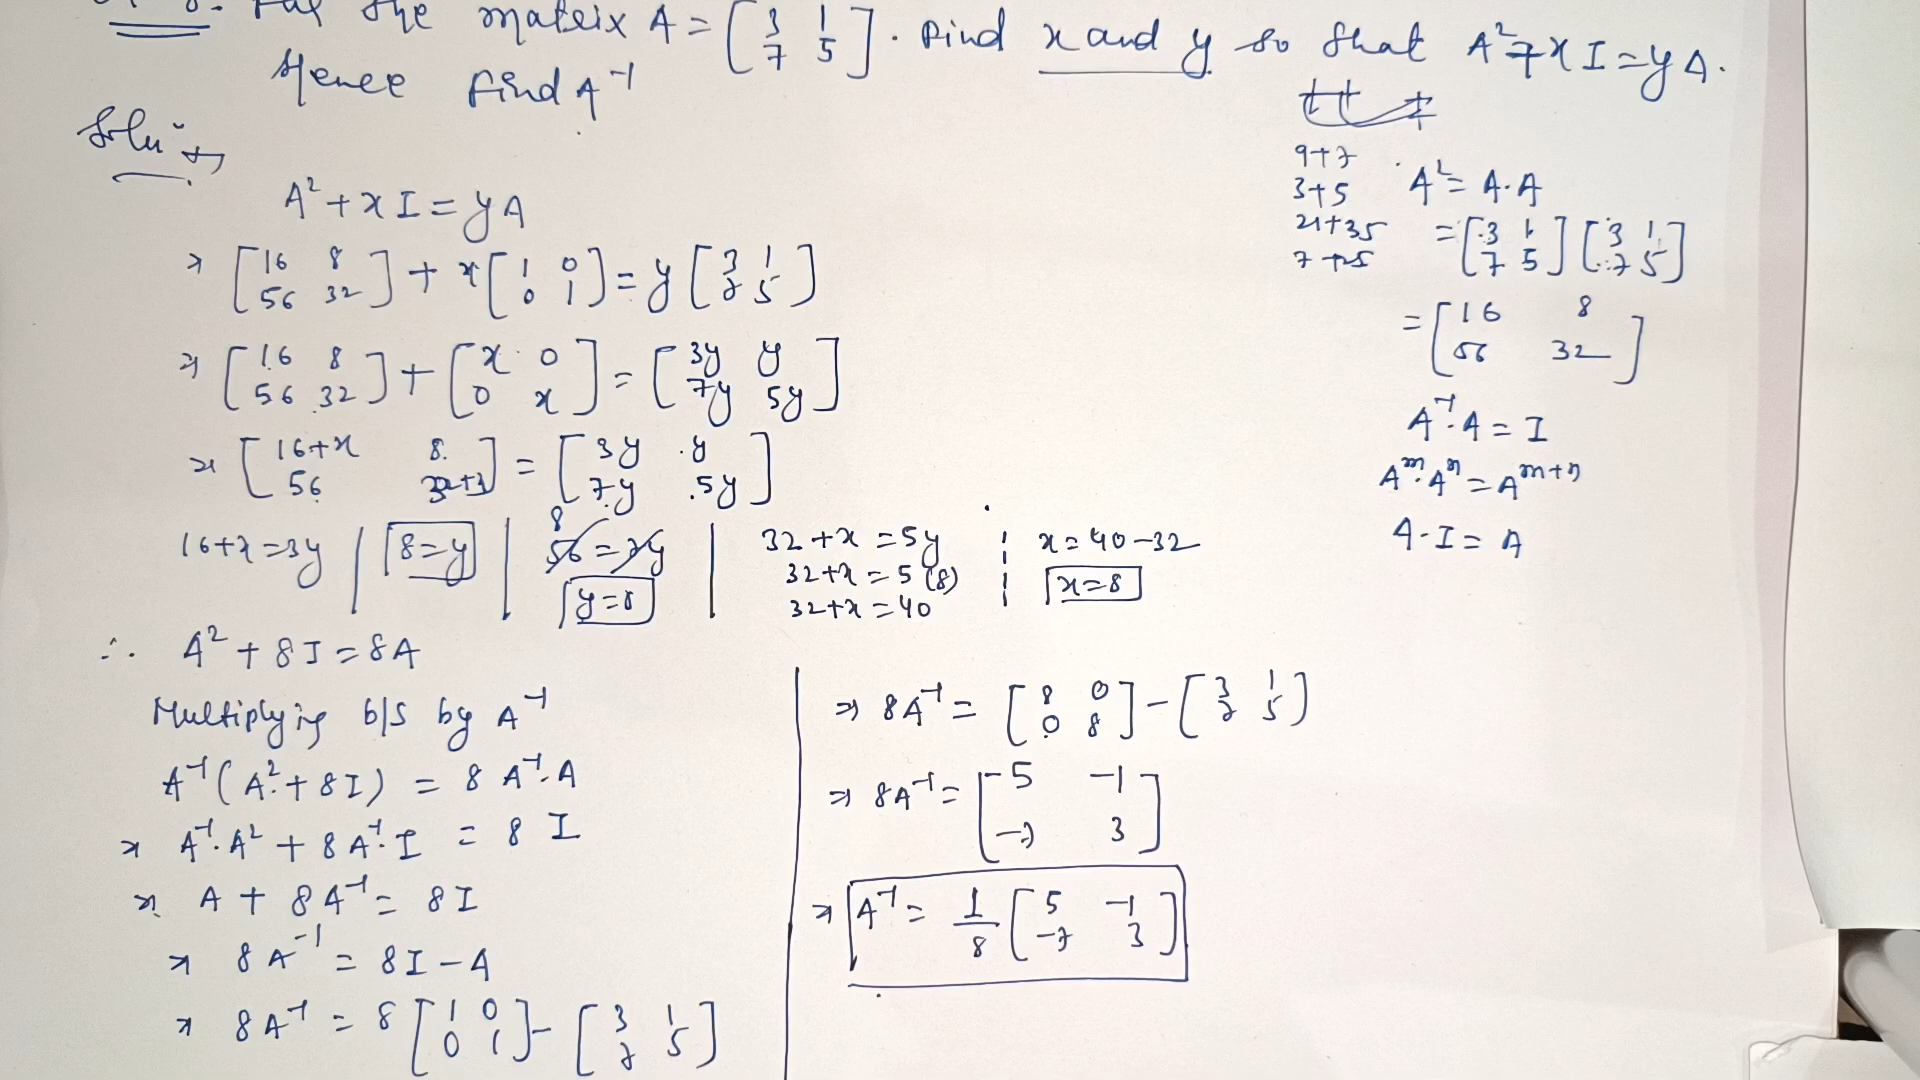 8. For the matrix A = [3 1 7 5]. Find x and y so that A²+xI=yA.
Hence find A⁻¹
Soluⁿ
A²+xI=yA
⇒ [16 8 56 32] + x[1 0 0 1] = y[3 1 7 5]
⇒ [16 8 56 32] + [x 0 0 x] = [3y y 7y 5y]
⇒ [16+x 8 56 32+x] = [3y y 7y 5y]
16+x=3y | 8=y | 56=7y | 32+x=5y ¦ x=40-32
8
y=8 32+x=5(8) x=8
32+x=40
∴ A²+8I=8A
Multiplying b/s by A⁻¹
A⁻¹(A²+8I) = 8A⁻¹.A
⇒ A⁻¹.A² + 8A⁻¹.I = 8I
⇒ A + 8A⁻¹ = 8I
⇒ 8A⁻¹ = 8I-A
⇒ 8A⁻¹ = 8[1 0 0 1] - [3 1 7 5]
⇒ 8A⁻¹ = [8 0 0 8] - [3 1 7 5]
⇒ 8A⁻¹ = [5 -1 -7 3]
⇒ A⁻¹ = 1/8 [5 -1 -7 3]
9+7
3+5
21+35
7+25
A²=A.A
= [3 1 7 5] [3 1 7 5]
= [16 8 56 32]
A⁻¹.A=I
Aᵐ.Aⁿ=Aᵐ⁺ⁿ
A.I=A